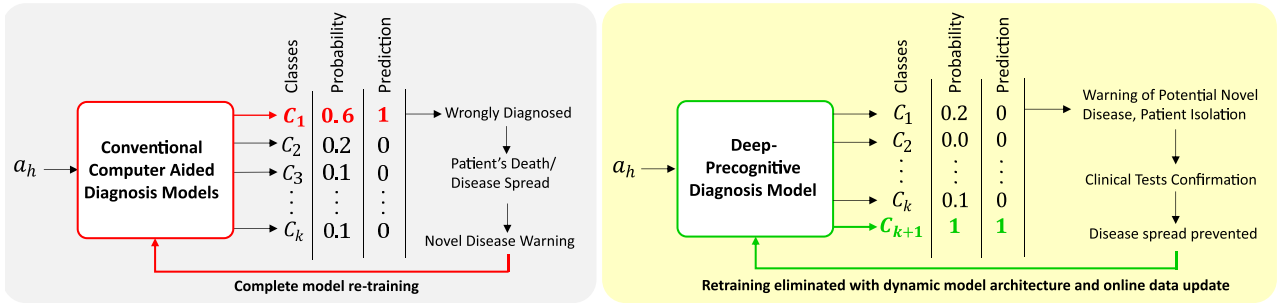 Classes Probability Prediction
a_h
Conventional
Computer Aided
Diagnosis Models
C_1 0.6 1
C_2 0.2 0
C_3 0.1 0
⋮ ⋮ ⋮
C_k 0.1 0
Wrongly Diagnosed
Patient's Death/
Disease Spread
Novel Disease Warning
Complete model re-training
Classes Probability Prediction
a_h
Deep-
Precognitive
Diagnosis Model
C_1 0.2 0
C_2 0.0 0
⋮ ⋮ ⋮
C_k 0.1 0
C_{k+1} 1 1
Warning of Potential Novel
Disease, Patient Isolation
Clinical Tests Confirmation
Disease spread prevented
Retraining eliminated with dynamic model architecture and online data update